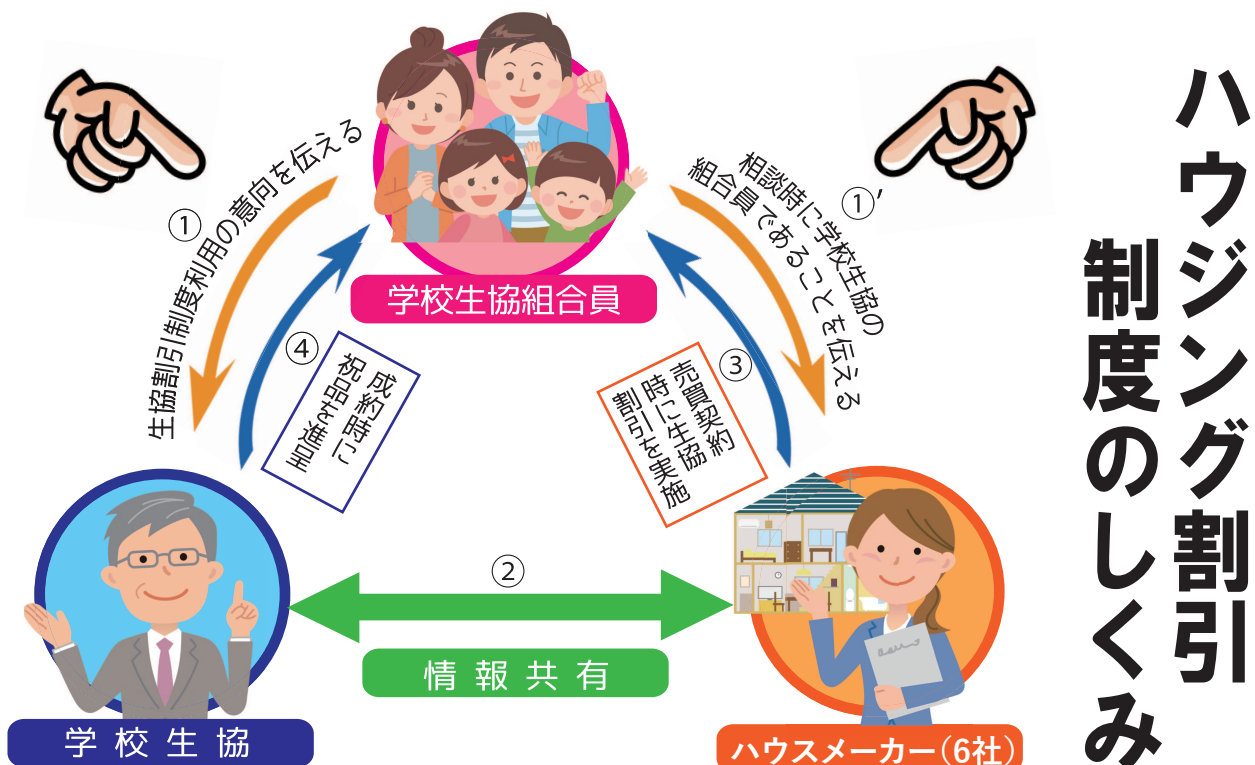 ハウジング割引
制度のしくみ
学校生協組合員
①
生協割引制度利用の意向を伝える
①′
相談時に学校生協の
組合員であることを伝える
④
成約時に
祝品を進呈
③
売買契約
時に生協
割引を実施
②
情報共有
学校生協
ハウスメーカー(6社)